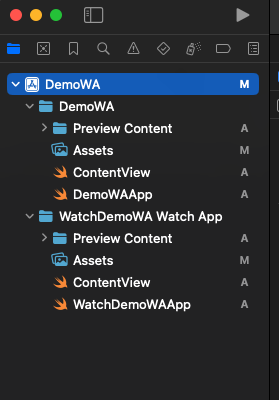 DemoWA M
DemoWA
Preview Content A
Assets M
ContentView A
DemoWAApp A
WatchDemoWA Watch App
Preview Content A
Assets M
ContentView A
WatchDemoWAApp A